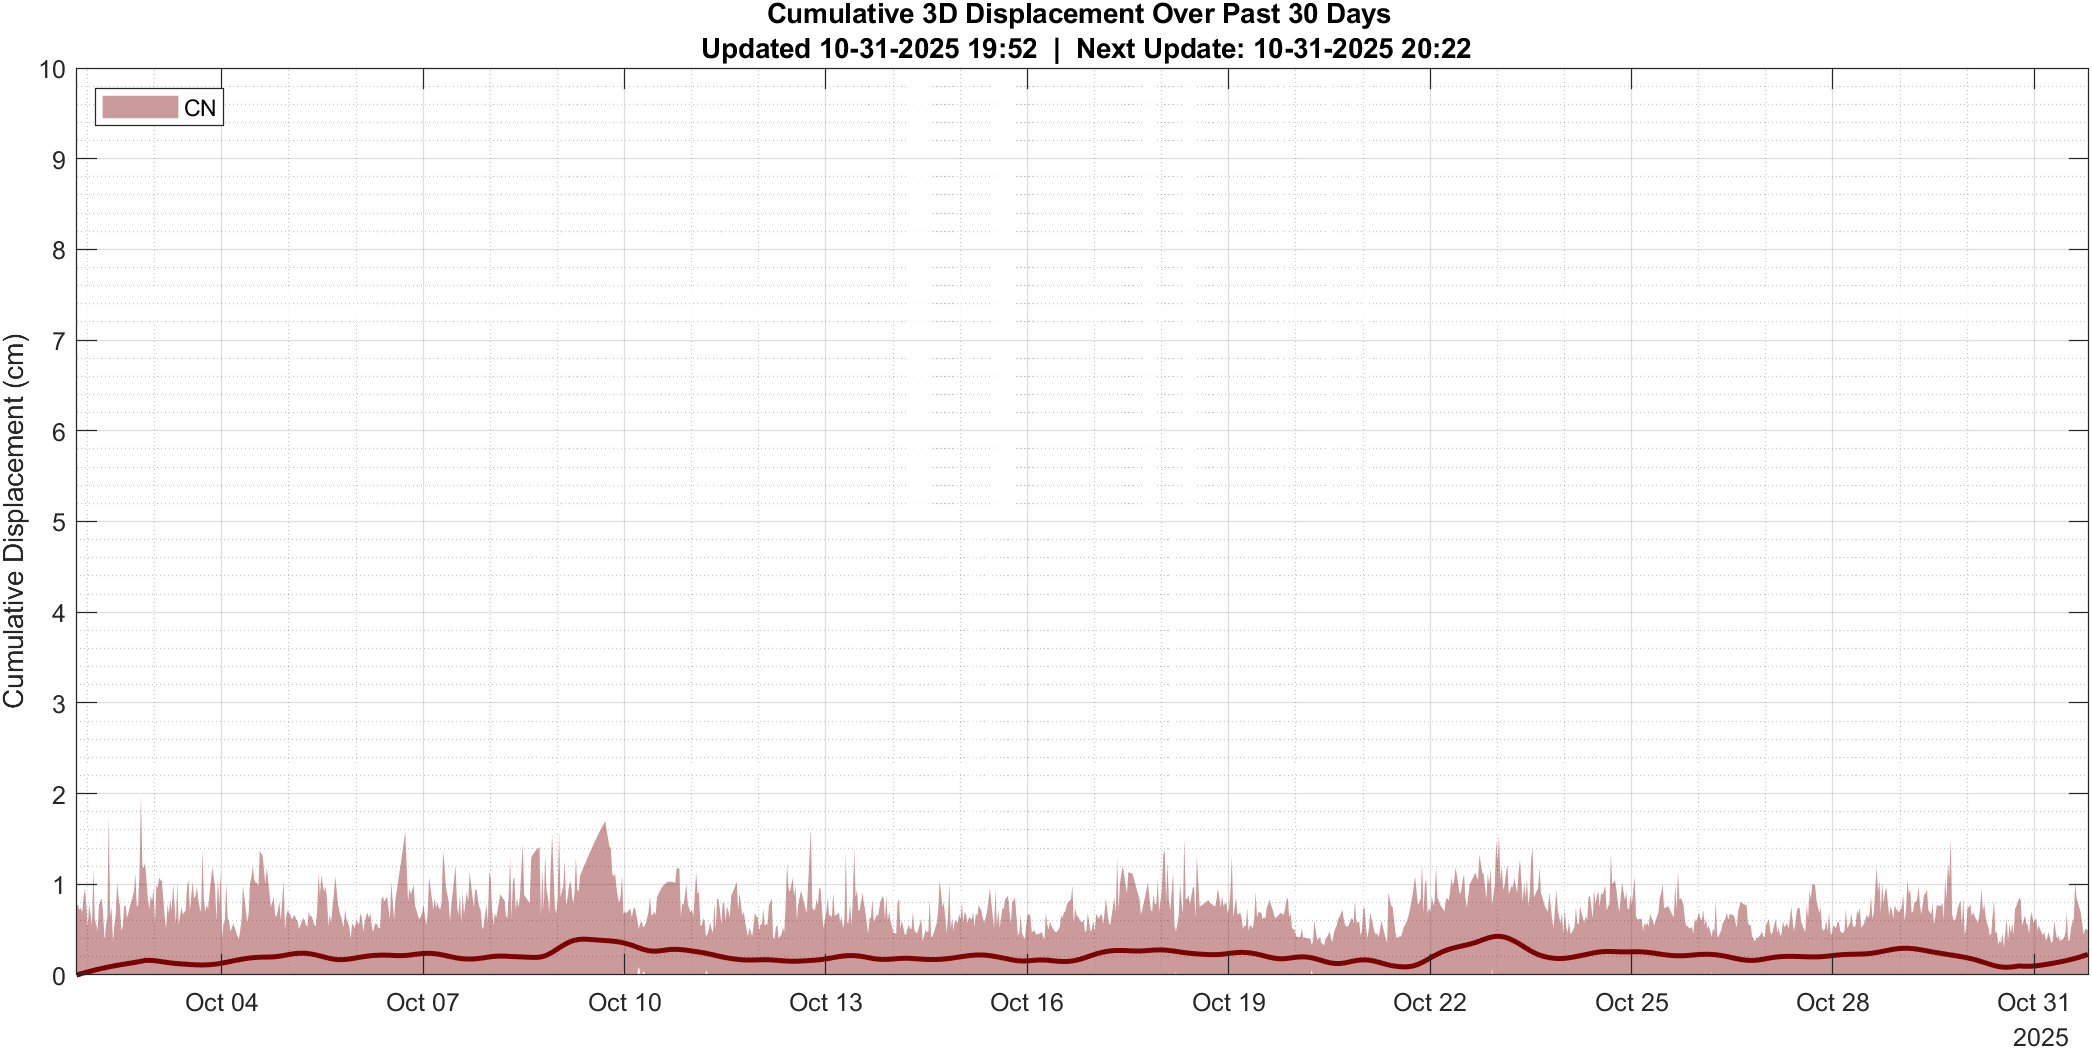 Cumulative 3D Displacement Over Past 30 Days
Updated 10-31-2025 19:52 | Next Update: 10-31-2025 20:22
CN
Cumulative Displacement (cm)
10
9
8
7
6
5
4
3
2
1
0
Oct 04 Oct 07 Oct 10 Oct 13 Oct 16 Oct 19 Oct 22 Oct 25 Oct 28 Oct 31
2025